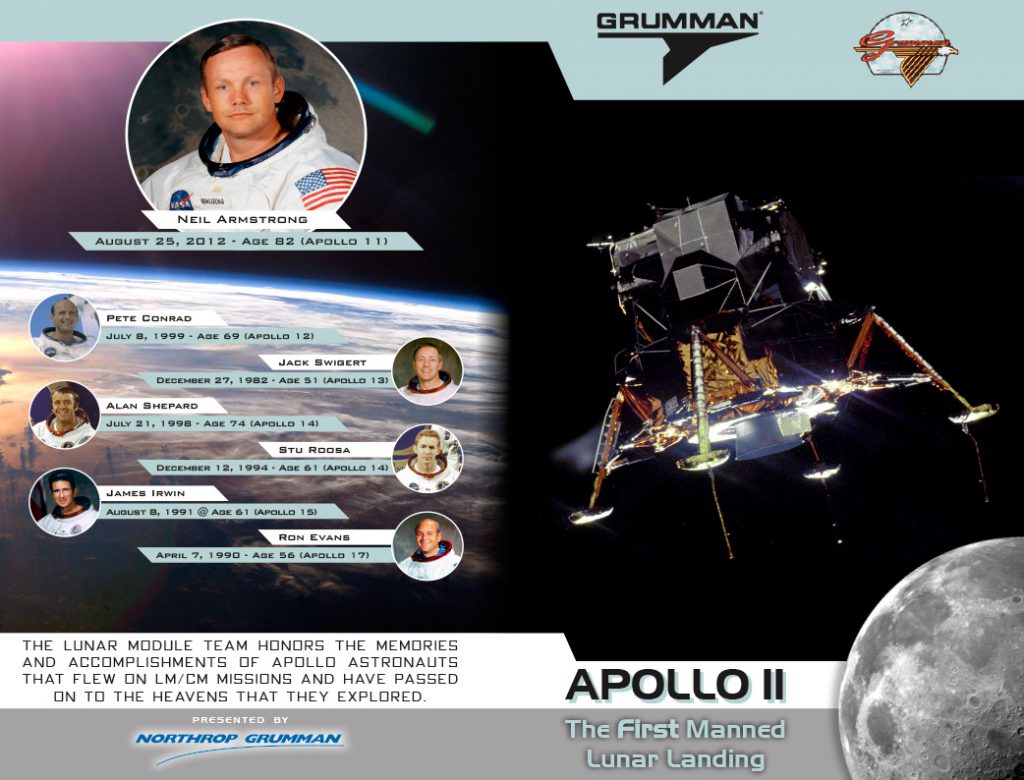 NEIL ARMSTRONG
AUGUST 25, 2012 - AGE 82 (APOLLO 11)
PETE CONRAD
JULY 8, 1999 - AGE 69 (APOLLO 12)
JACK SWIGERT
DECEMBER 27, 1982 - AGE 51 (APOLLO 13)
ALAN SHEPARD
JULY 21, 1998 - AGE 74 (APOLLO 14)
STU ROOSA
DECEMBER 12, 1994 - AGE 61 (APOLLO 14)
JAMES IRWIN
AUGUST 8, 1991 @ AGE 61 (APOLLO 15)
RON EVANS
APRIL 7, 1990 - AGE 56 (APOLLO 17)
THE LUNAR MODULE TEAM HONORS THE MEMORIES
AND ACCOMPLISHMENTS OF APOLLO ASTRONAUTS
THAT FLEW ON LM/CM MISSIONS AND HAVE PASSED
ON TO THE HEAVENS THAT THEY EXPLORED.
PRESENTED BY
NORTHROP GRUMMAN
GRUMMAN®
Grumman
APOLLO II
The First Manned
Lunar Landing
NASA
ARMSTRONG